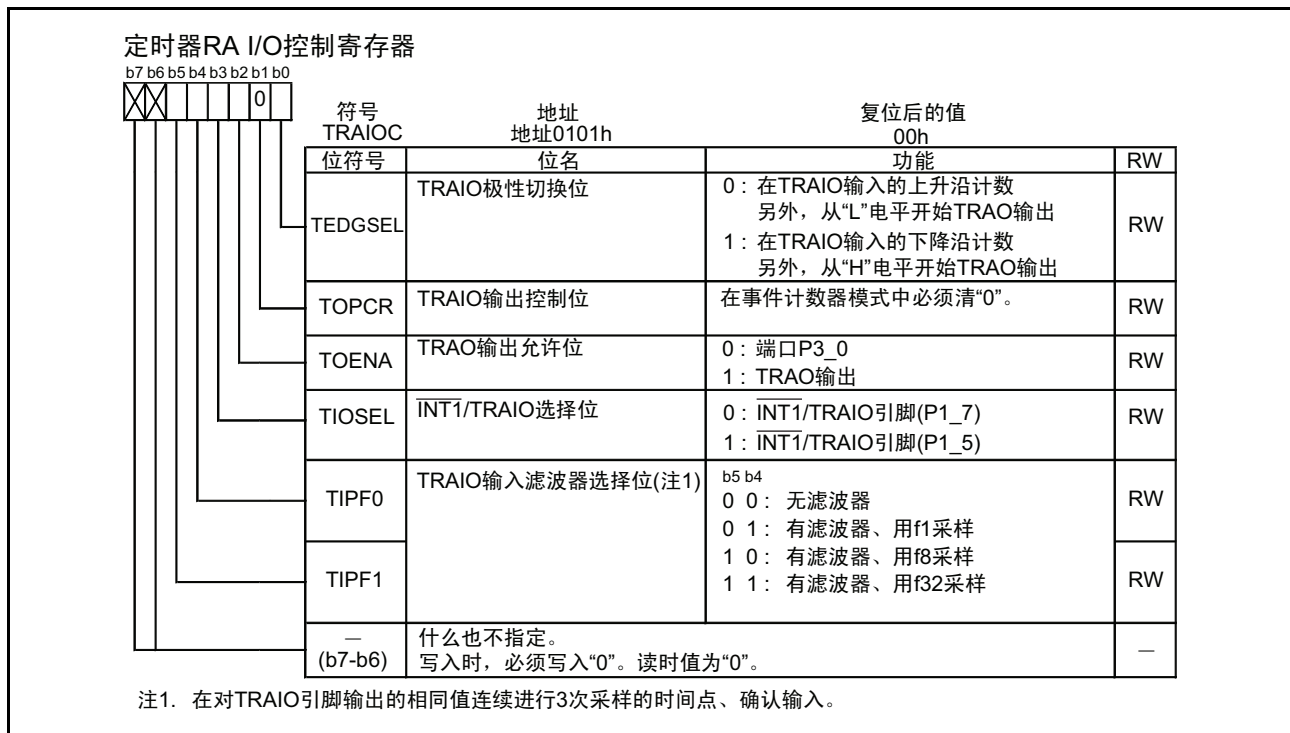 定时器RA I/O控制寄存器
b7 b6 b5 b4 b3 b2 b1 b0
0
符号 地址 复位后的值
TRAIOC 地址0101h 00h
位符号 位名 功能 RW
TEDGSEL TRAIO极性切换位 RW
0：在TRAIO输入的上升沿计数
另外，从“L”电平开始TRAO输出
1：在TRAIO输入的下降沿计数
另外，从“H”电平开始TRAO输出
TOPCR TRAIO输出控制位 在事件计数器模式中必须清“0”。 RW
TOENA TRAO输出允许位 RW
0：端口P3_0
1：TRAO输出
TIOSEL INT1/TRAIO选择位 RW
0：INT1/TRAIO引脚(P1_7)
1：INT1/TRAIO引脚(P1_5)
TIPF0 TRAIO输入滤波器选择位(注1) RW
b5 b4
0 0：无滤波器
0 1：有滤波器、用f1采样
1 0：有滤波器、用f8采样
1 1：有滤波器、用f32采样
TIPF1 RW
— 什么也不指定。 —
(b7-b6) 写入时，必须写入“0”。读时值为“0”。
注1. 在对TRAIO引脚输出的相同值连续进行3次采样的时间点、确认输入。